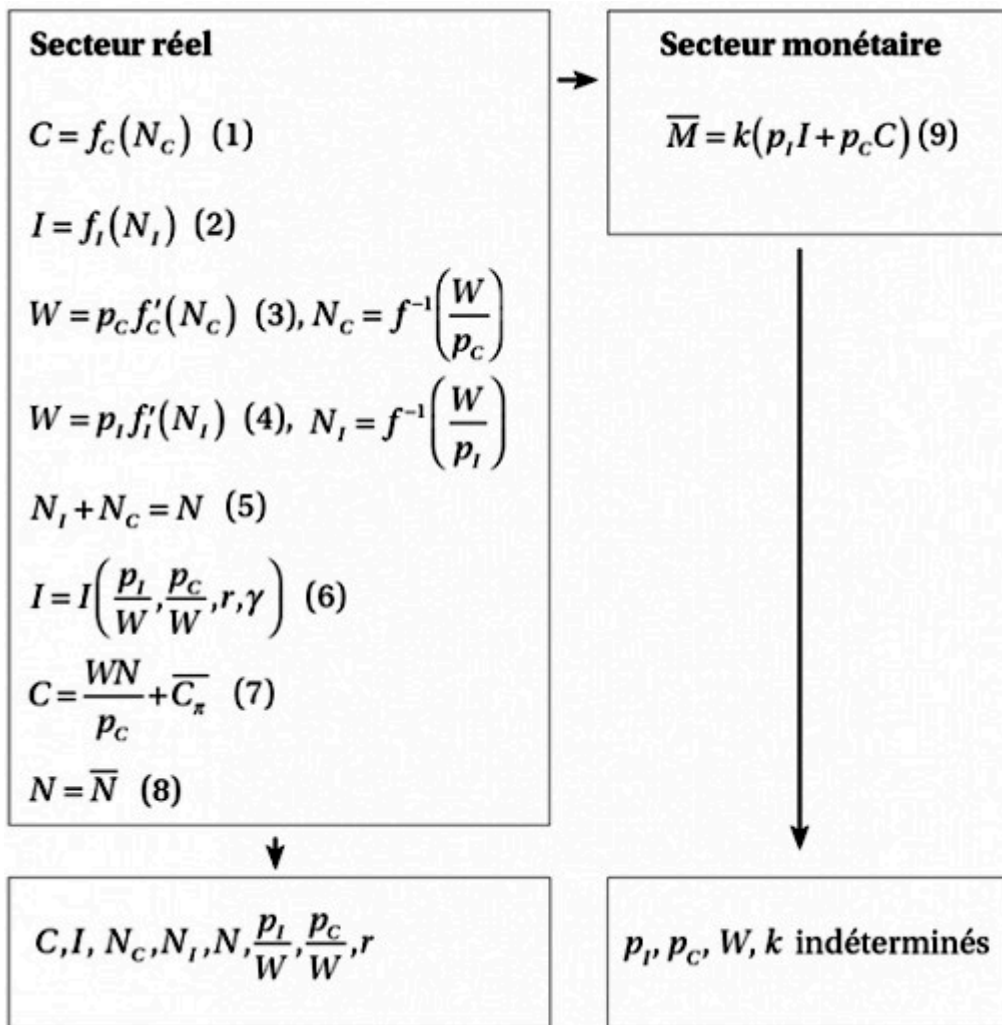 Secteur réel
C = f_C(N_C) (1)
I = f_I(N_I) (2)
W = p_C f'_C(N_C) (3), N_C = f⁻¹(W/p_C)
W = p_I f'_I(N_I) (4), N_I = f⁻¹(W/p_I)
N_I + N_C = N (5)
I = I(p_I/W, p_C/W, r, γ) (6)
C = WN/p_C + C̅_π̅ (7)
N = N̅ (8)
Secteur monétaire
M̅ = k(p_I I + p_C C) (9)
C, I, N_C, N_I, N, p_I/W, p_C/W, r
p_I, p_C, W, k indéterminés